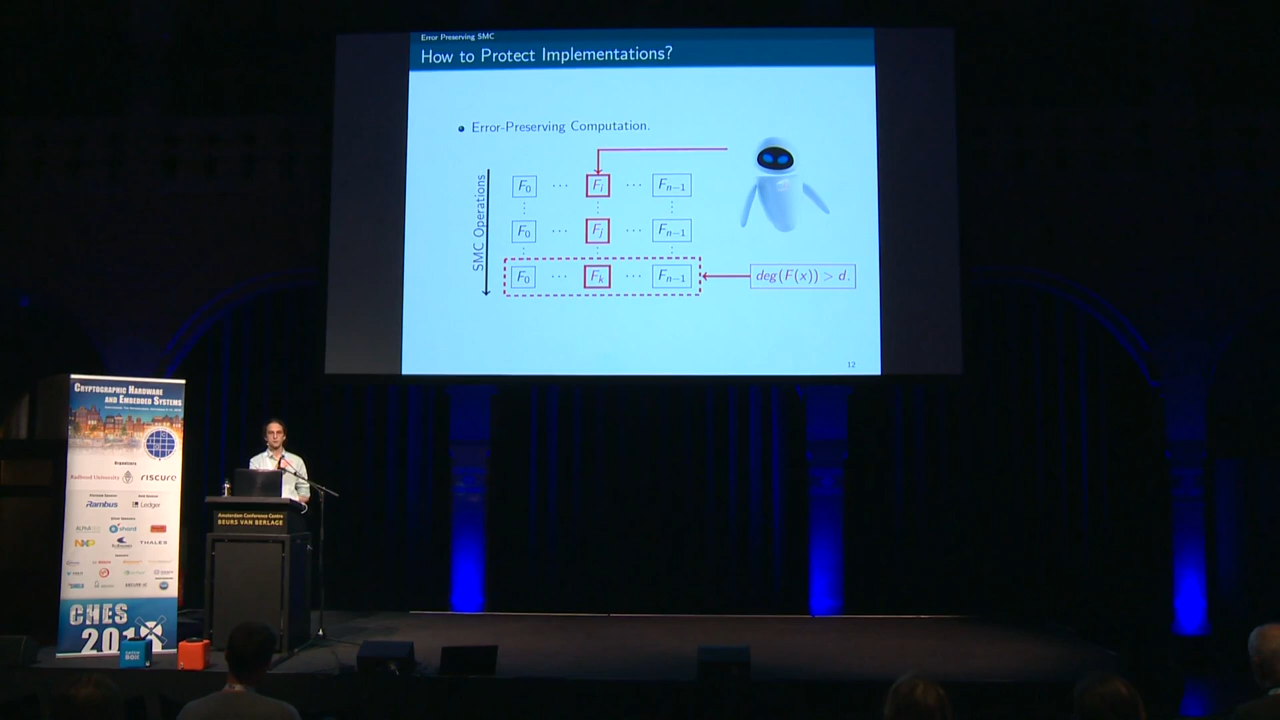 Error Preserving SMC
How to Protect Implementations?
Error-Preserving Computation.
SMC Operations
F0 ··· Fi ··· Fn−1
F0 ··· Fj ··· Fn−1
F0 ··· Fk ··· Fn−1
deg(F(x)) > d.
12
CRYPTOGRAPHIC HARDWARE
AND EMBEDDED SYSTEMS
Organizers
Radboud University
riscure
Rambus
Ledger
NXP
THALES
CHES
Amsterdam Conference Centre
BEURS VAN BERLAGE